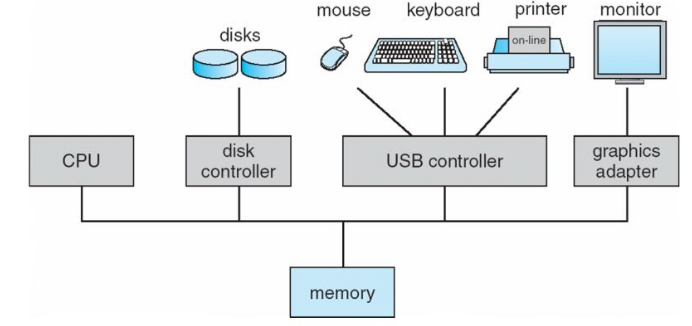 mouse
keyboard
printer
monitor
disks
on-line
CPU
disk
controller
USB controller
graphics
adapter
memory